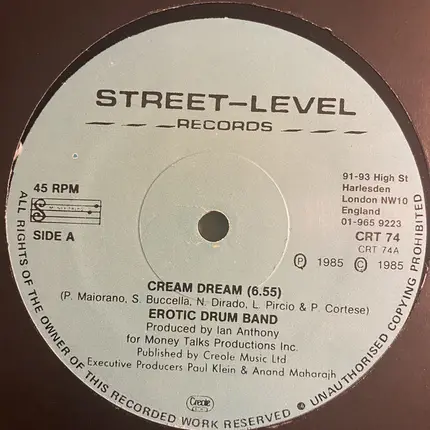 STREET-LEVEL
RECORDS
45 RPM
SIDE A
91-93 High St
Harlesden
London NW10
England
01-965 9223
CRT 74
CRT 74A
Ⓟ 1985 Ⓒ 1985
CREAM DREAM (6.55)
(P. Maiorano, S. Buccella, N. Dirado, L. Pircio & P. Cortese)
EROTIC DRUM BAND
Produced by Ian Anthony
for Money Talks Productions Inc.
Published by Creole Music Ltd
Executive Producers Paul Klein & Anand Maharajh
Creole
ALL RIGHTS OF THE OWNER OF THIS RECORDED WORK RESERVED • UNAUTHORISED COPYING PROHIBITED